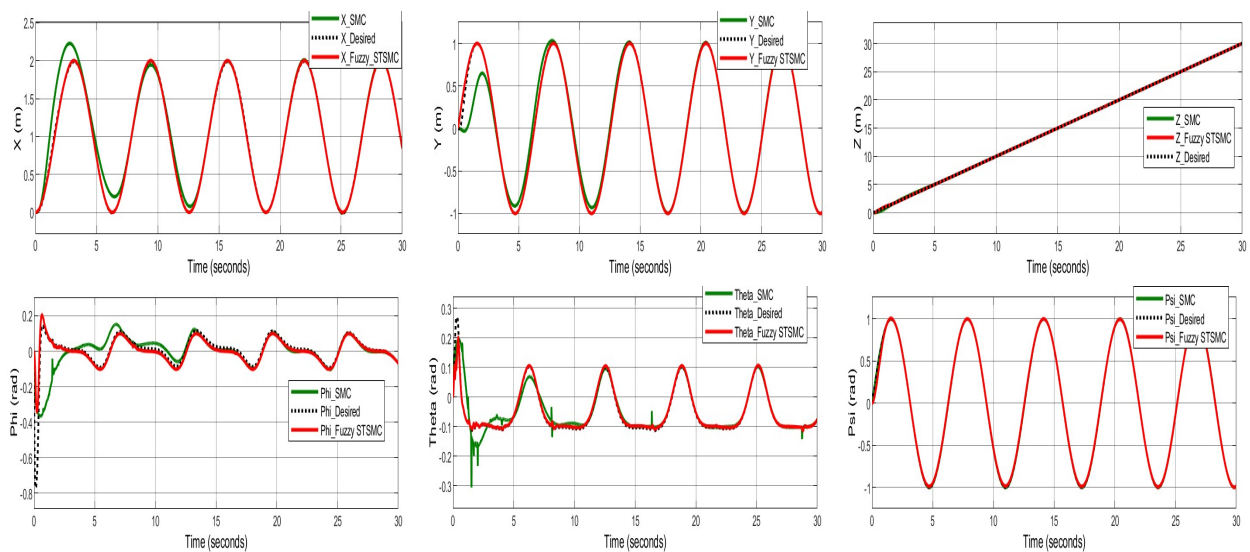 X_SMC
X_Desired
X_Fuzzy_STSMC
2.5
2
1.5
1
0.5
0
X (m)
0 5 10 15 20 25 30
Time (seconds)
Y_SMC
Y_Desired
Y_Fuzzy STSMC
1
0.5
0
-0.5
-1
Y (m)
0 5 10 15 20 25 30
Time (seconds)
30
25
20
15
10
5
0
Z (m)
Z_SMC
Z_Fuzzy STSMC
Z_Desired
0 5 10 15 20 25 30
Time (seconds)
0.2
0
-0.2
-0.4
-0.6
-0.8
Phi (rad)
Phi_SMC
Phi_Desired
Phi_Fuzzy STSMC
0 5 10 15 20 25 30
Time (seconds)
Theta_SMC
Theta_Desired
Theta_Fuzzy STSMC
0.3
0.2
0.1
0
-0.1
-0.2
-0.3
Theta (rad)
0 5 10 15 20 25 30
Time (seconds)
Psi_SMC
Psi_Desired
Psi_Fuzzy STSMC
1
0.5
0
-0.5
-1
Psi (rad)
0 5 10 15 20 25 30
Time (seconds)